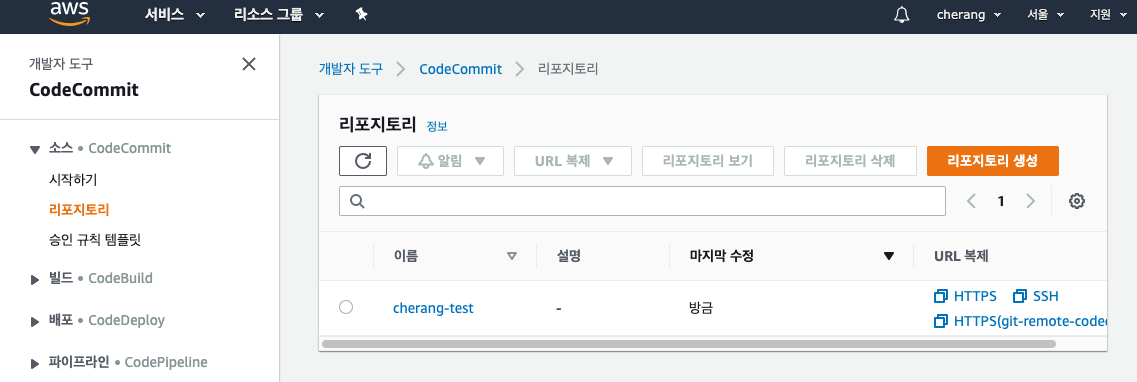 aws 서비스 리소스 그룹 cherang 서울 지원
개발자 도구
CodeCommit
소스 • CodeCommit
시작하기
리포지토리
승인 규칙 템플릿
빌드 • CodeBuild
배포 • CodeDeploy
파이프라인 • CodePipeline
개발자 도구 > CodeCommit > 리포지토리
리포지토리 정보
알림 URL 복제 리포지토리 보기 리포지토리 삭제 리포지토리 생성
1
이름 설명 마지막 수정 URL 복제
cherang-test - 방금 HTTPS SSH
HTTPS(git-remote-codec